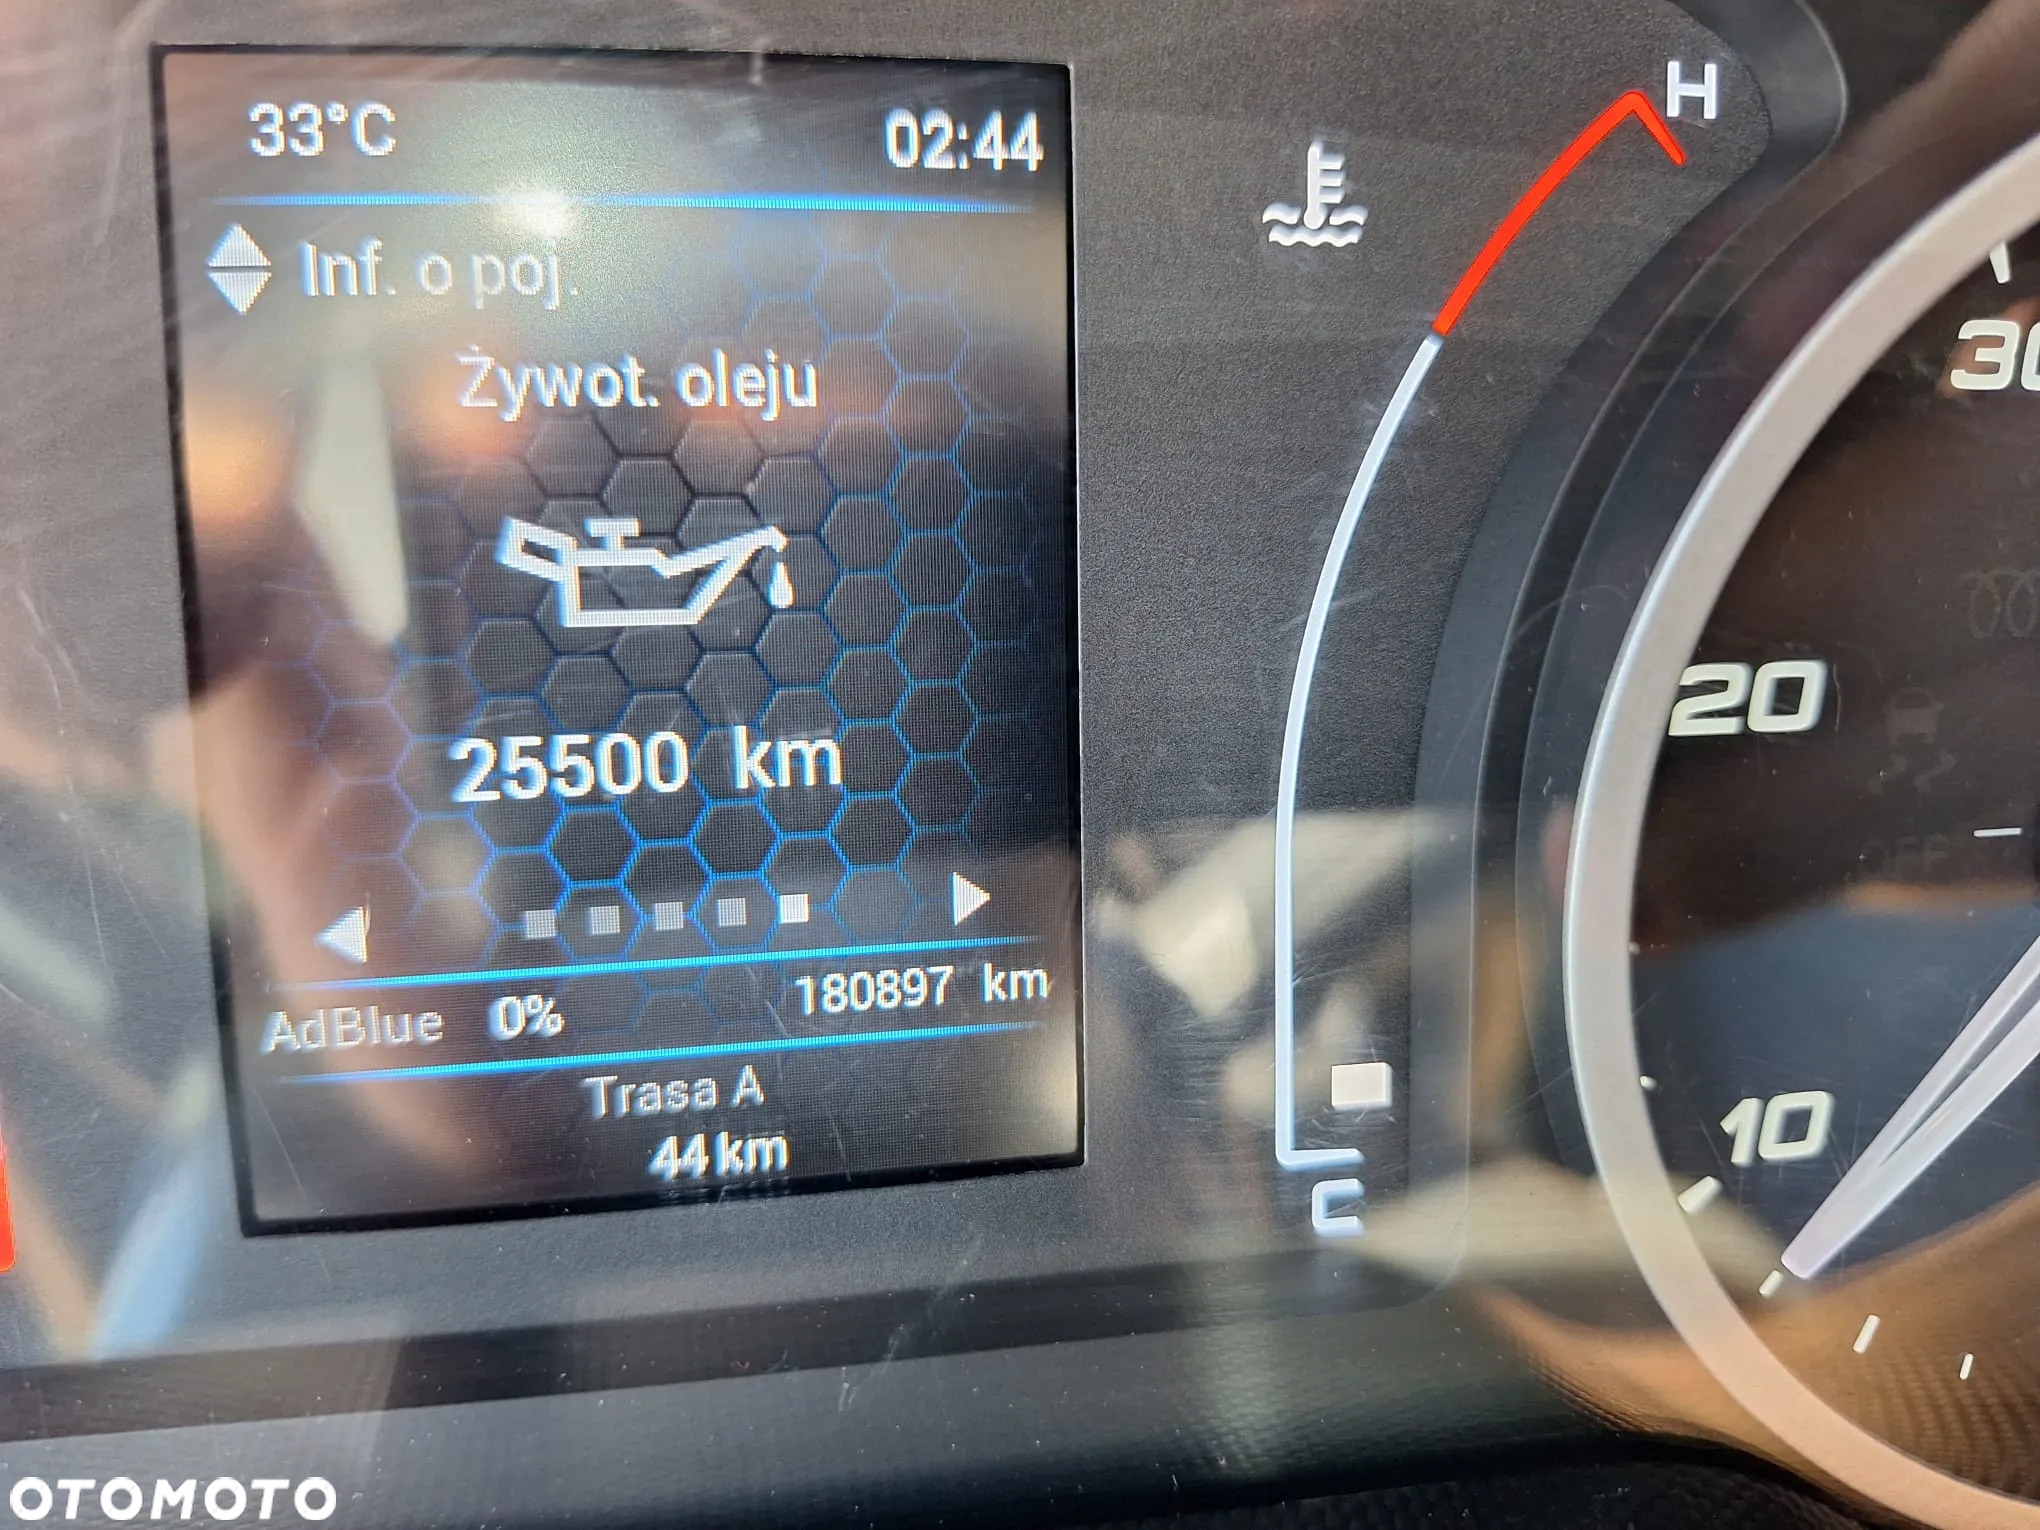 33°C 02:44
Inf. o poj.
Żywot. oleju
25500 km
AdBlue 0% 180897 km
Trasa A
44 km
H
C
30
20
10
OTOMOTO